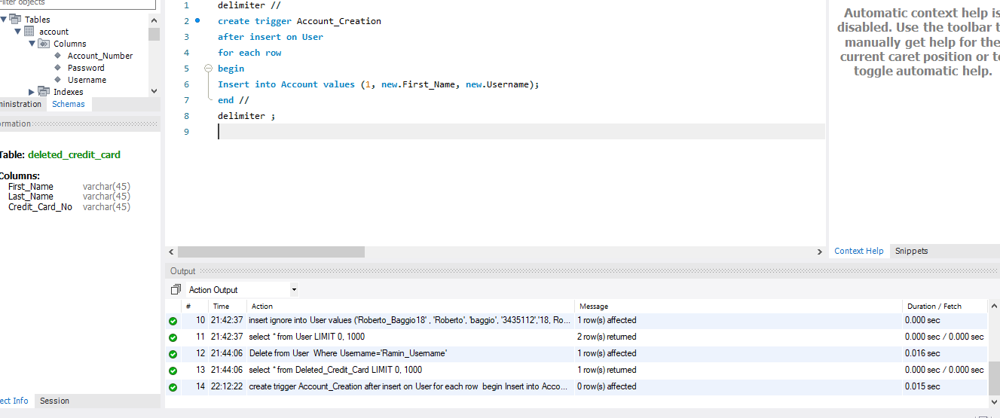 Filter objects
Tables
account
Columns
Account_Number
Password
Username
Indexes
Schemas
Table: deleted_credit_card
Columns:
First_Name varchar(45)
Last_Name varchar(45)
Credit_Card_No varchar(45)
Session
1 delimiter //
2 create trigger Account_Creation
3 after insert on User
4 for each row
5 begin
6 Insert into Account values (1, new.First_Name, new.Username);
7 end //
8 delimiter ;
9
Automatic context help is
disabled. Use the toolbar to
manually get help for the
current caret position or to
toggle automatic help.
Context Help Snippets
Output
Action Output
# Time Action Message Duration / Fetch
10 21:42:37 insert ignore into User values ('Roberto_Baggio18' , 'Roberto', 'baggio', '3435112','18, Ro... 1 row(s) affected 0.000 sec
11 21:42:37 select * from User LIMIT 0, 1000 2 row(s) returned 0.000 sec / 0.000 sec
12 21:44:06 Delete from User Where Username='Ramin_Username' 1 row(s) affected 0.016 sec
13 21:44:06 select * from Deleted_Credit_Card LIMIT 0, 1000 1 row(s) returned 0.000 sec / 0.000 sec
14 22:12:22 create trigger Account_Creation after insert on User for each row begin Insert into Acco... 0 row(s) affected 0.015 sec